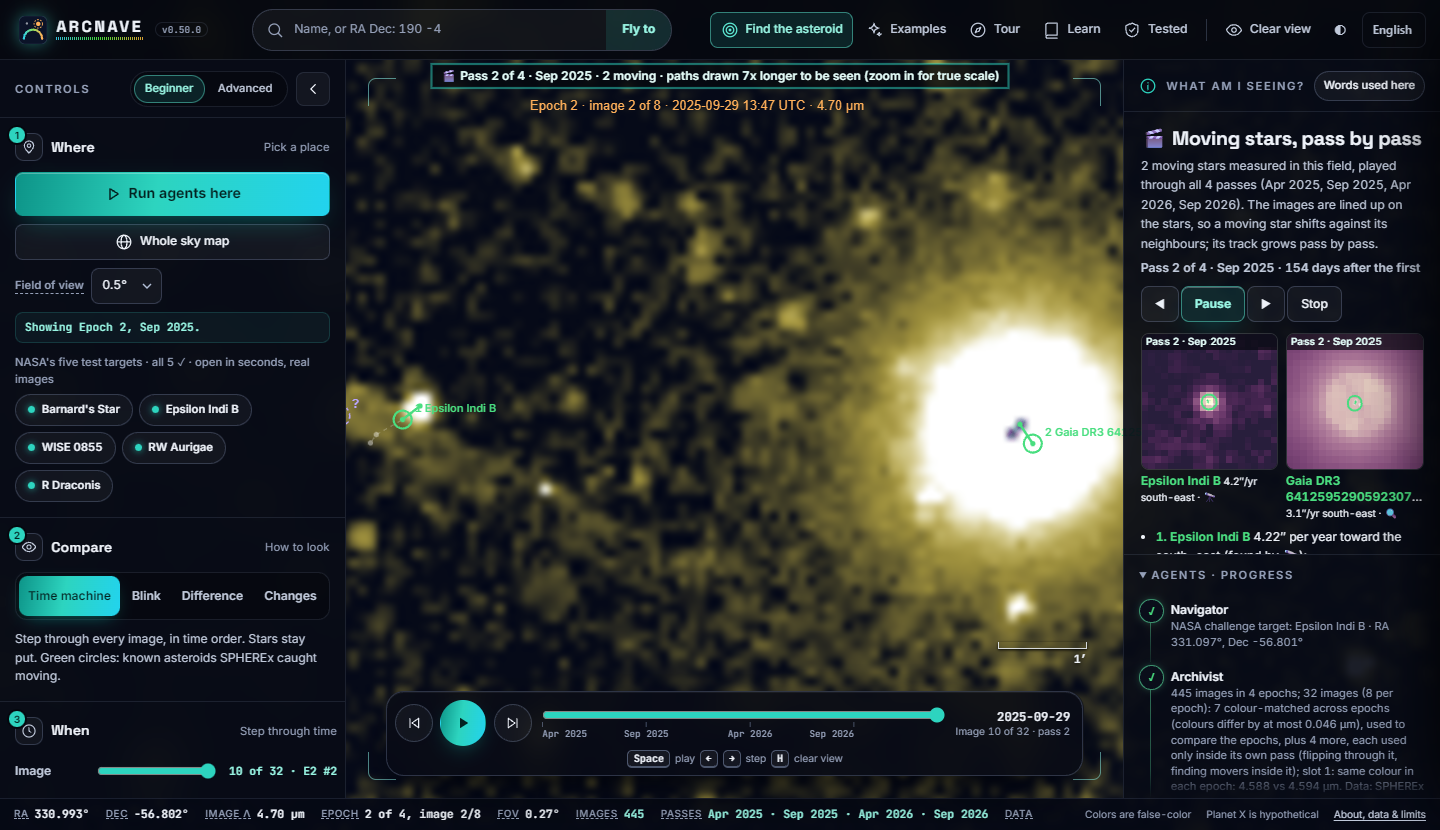 ARCNAVE
v0.50.0
Name, or RA Dec: 190 -4
Fly to
Find the asteroid
Examples
Tour
Learn
Tested
Clear view
English
CONTROLS
Beginner
Advanced
1
Where
Pick a place
Run agents here
Whole sky map
Field of view
0.5°
Showing Epoch 2, Sep 2025.
NASA's five test targets · all 5 ✓ · open in seconds, real
images
Barnard's Star
Epsilon Indi B
WISE 0855
RW Aurigae
R Draconis
2
Compare
How to look
Time machine
Blink
Difference
Changes
Step through every image, in time order. Stars stay
put. Green circles: known asteroids SPHEREx caught
moving.
3
When
Step through time
Image
10 of 32 · E2 #2
Pass 2 of 4 · Sep 2025 · 2 moving · paths drawn 7x longer to be seen (zoom in for true scale)
Epoch 2 · image 2 of 8 · 2025-09-29 13:47 UTC · 4.70 µm
?
1 Epsilon Indi B
2 Gaia DR3 641
1'
2025-09-29
Image 10 of 32 · pass 2
Apr 2025
Sep 2025
Apr 2026
Sep 2026
Space play ← → step H clear view
WHAT AM I SEEING?
Words used here
Moving stars, pass by pass
2 moving stars measured in this field, played
through all 4 passes (Apr 2025, Sep 2025, Apr
2026, Sep 2026). The images are lined up on
the stars, so a moving star shifts against its
neighbours; its track grows pass by pass.
Pass 2 of 4 · Sep 2025 · 154 days after the first
Pause
Stop
Pass 2 · Sep 2025
Pass 2 · Sep 2025
Epsilon Indi B 4.2"/yr
south-east ·
Gaia DR3
6412595290592307...
3.1"/yr south-east ·
1. Epsilon Indi B 4.22" per year toward the
south-east (found by
AGENTS · PROGRESS
Navigator
NASA challenge target: Epsilon Indi B · RA
331.097°, Dec -56.801°
Archivist
445 images in 4 epochs; 32 images (8 per
epoch): 7 colour-matched across epochs
(colours differ by at most 0.046 µm), used to
compare the epochs, plus 4 more, each used
only inside its own pass (flipping through it,
finding movers inside it); slot 1: same colour in
each epoch: 4.588 vs 4.594 µm. Data: SPHEREx
RA 330.993°
DEC -56.802°
IMAGE Λ 4.70 µm
EPOCH 2 of 4, image 2/8
FOV 0.27°
IMAGES 445
PASSES Apr 2025 · Sep 2025 · Apr 2026 · Sep 2026
DATA
Colors are false-color
Planet X is hypothetical
About, data & limits